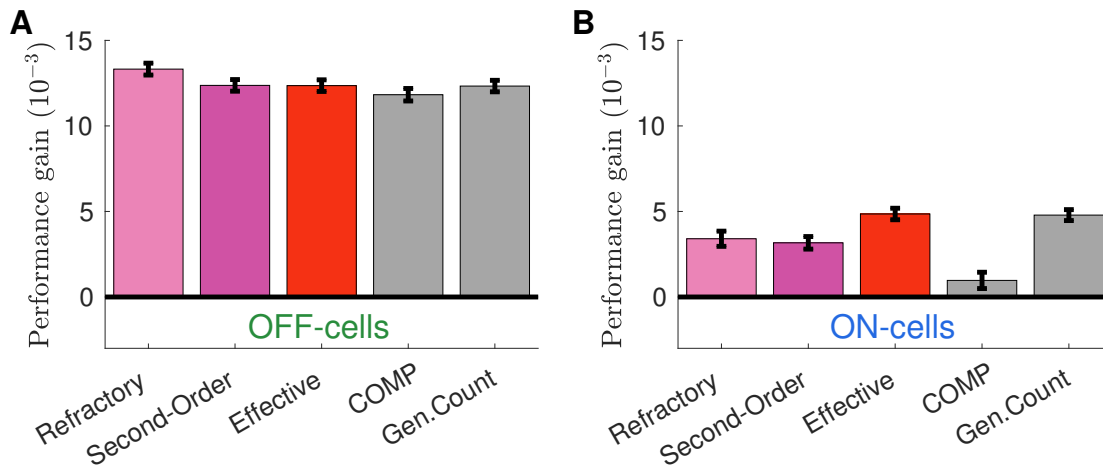 A
Performance gain (10⁻³)
15
10
5
0
OFF-cells
Refractory
Second-Order
Effective
COMP
Gen.Count
B
Performance gain (10⁻³)
15
10
5
0
ON-cells
Refractory
Second-Order
Effective
COMP
Gen.Count